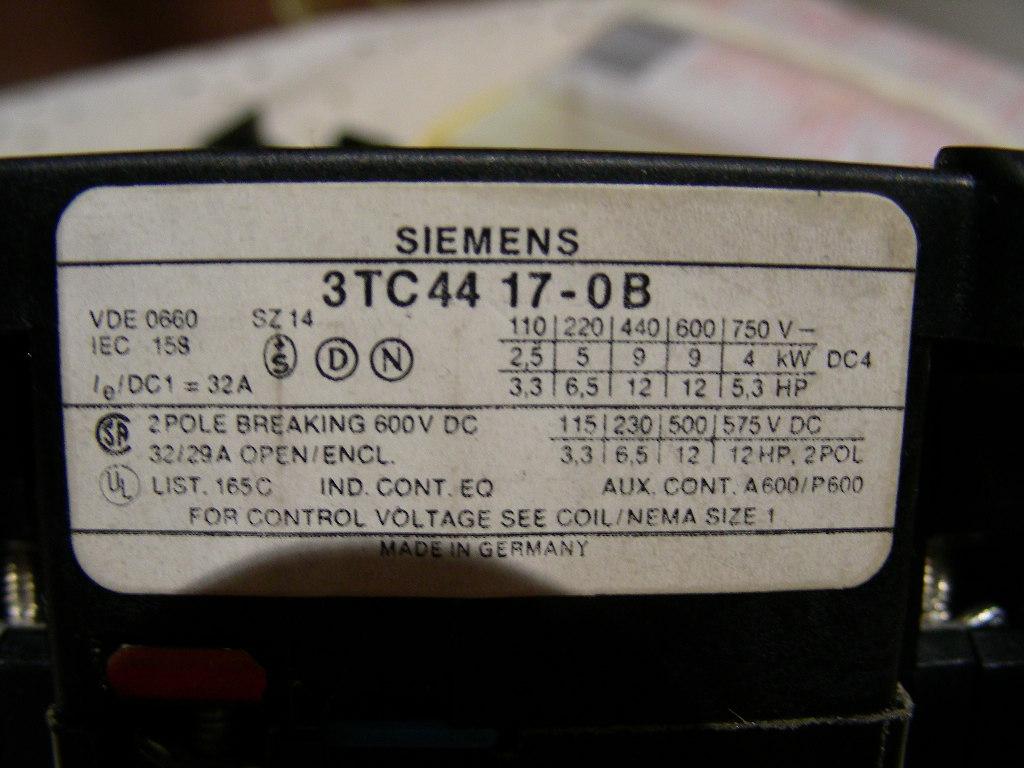 SIEMENS
3TC44 17-0B
VDE 0660 SZ 14
IEC 158
S D N
Ie/DC1 = 32A
110|220|440|600|750 V–
2,5|5|9|9|4 kW DC4
3,3|6,5|12|12|5,3 HP
SA 2POLE BREAKING 600V DC
32/29A OPEN/ENCL.
115|230|500|575 V DC
3,3|6,5|12|12HP, 2POL
UL LIST. 165C IND. CONT. EQ AUX. CONT. A600/P600
FOR CONTROL VOLTAGE SEE COIL/NEMA SIZE 1
MADE IN GERMANY